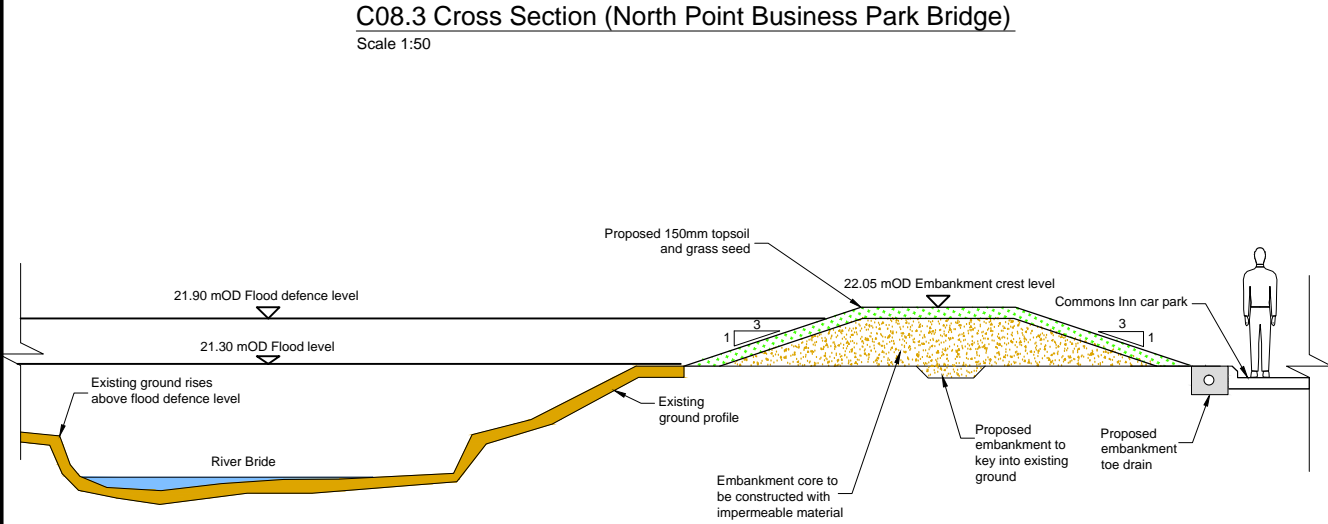 C08.3 Cross Section (North Point Business Park Bridge)
Scale 1:50
Proposed 150mm topsoil
and grass seed
21.90 mOD Flood defence level
22.05 mOD Embankment crest level
Commons Inn car park
3
1
3
1
21.30 mOD Flood level
Existing ground rises
above flood defence level
Existing
ground profile
River Bride
Proposed
embankment to
key into existing
ground
Proposed
embankment
toe drain
Embankment core to
be constructed with
impermeable material